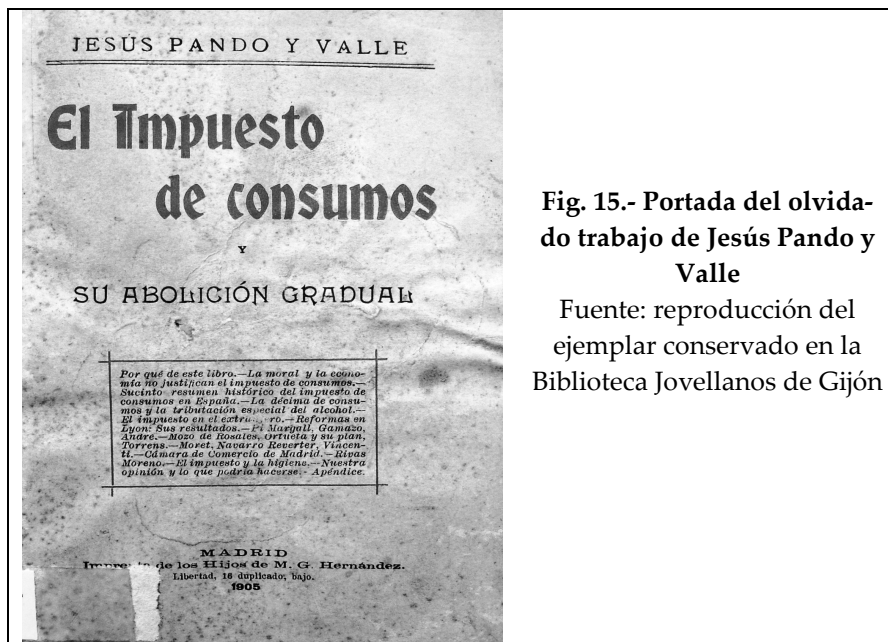 JESÚS PANDO Y VALLE
El Impuesto
de consumos
Y
SU ABOLICIÓN GRADUAL
Por qué de este libro.—La moral y la econo-
mía no justifican el impuesto de consumos.—
Sucinto resumen histórico del impuesto de
consumos en España.—La décima de consu-
mos y la tributación especial del alcohol.—
El impuesto en el .—Reformas en
Lyon: Sus resultados.—Pi Margall, Gamazo,
André.—Mozo de Rosales, Ortueta y su plan,
Torrens.—Moret, Navarro Reverter, Vincen-
ti.—Cámara de Comercio de Madrid.—Rivas
Moreno.—El impuesto y la higiene.—Nuestra
opinión y lo que podría hacerse.- Apéndice.
MADRID
de los Hijos de M. G. Hernández.
Libertad, 16 duplicado, bajo.
1905
Fig. 15.- Portada del olvida-
do trabajo de Jesús Pando y
Valle
Fuente: reproducción del
ejemplar conservado en la
Biblioteca Jovellanos de Gijón